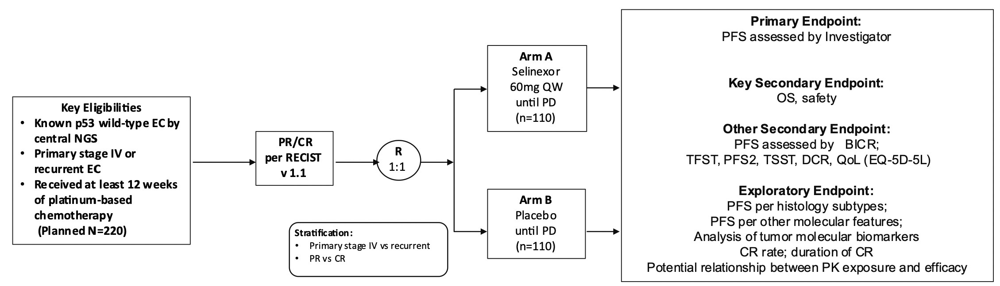 Key Eligibilities
• Known p53 wild-type EC by
central NGS
• Primary stage IV or
recurrent EC
• Received at least 12 weeks
of platinum-based
chemotherapy
(Planned N=220)
PR/CR
per RECIST
v 1.1
R
1:1
Stratification:
• Primary stage IV vs recurrent
• PR vs CR
Arm A
Selinexor
60mg QW
until PD
(n=110)
Arm B
Placebo
until PD
(n=110)
Primary Endpoint:
PFS assessed by Investigator
Key Secondary Endpoint:
OS, safety
Other Secondary Endpoint:
PFS assessed by BICR;
TFST, PFS2, TSST, DCR, QoL (EQ-5D-5L)
Exploratory Endpoint:
PFS per histology subtypes;
PFS per other molecular features;
Analysis of tumor molecular biomarkers
CR rate; duration of CR
Potential relationship between PK exposure and efficacy